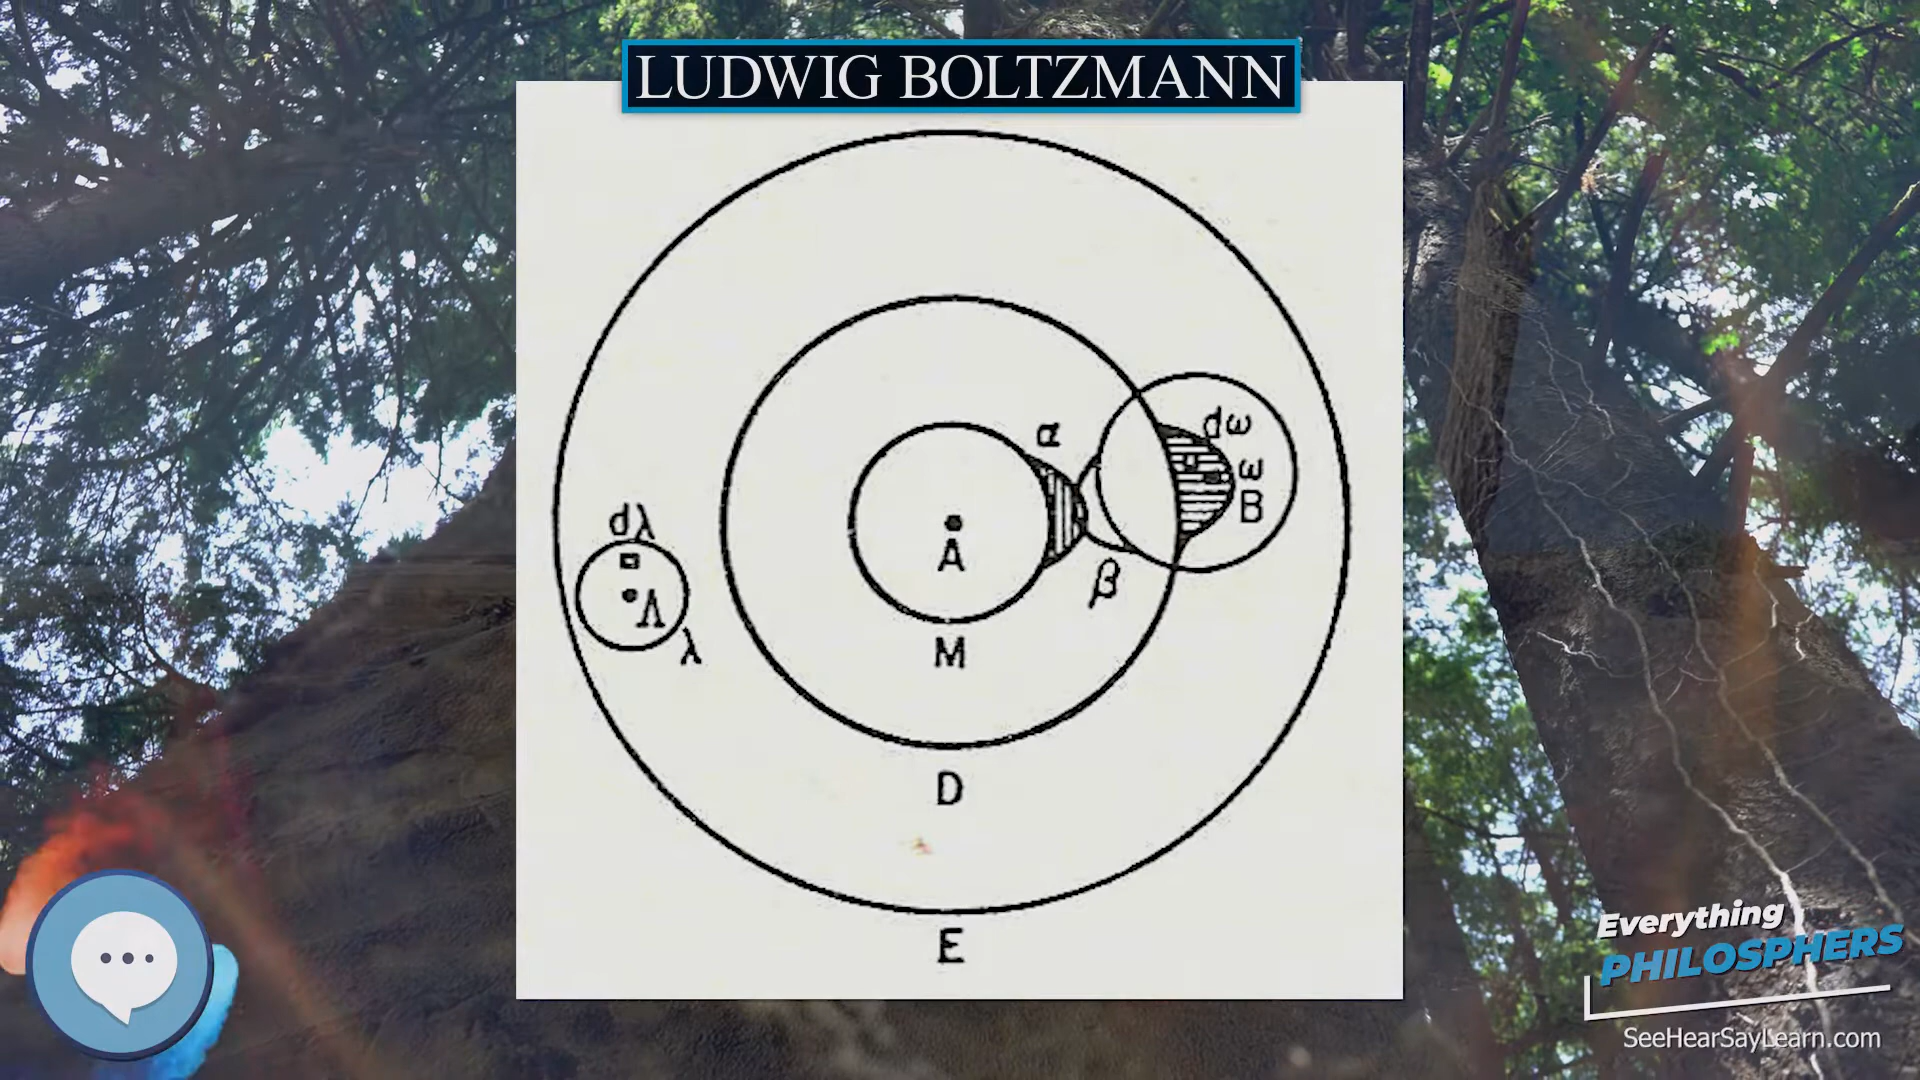 LUDWIG BOLTZMANN
α
dω
ω
B
dλ
A
Λ
β
λ
M
D
E
Everything
PHILOSPHERS
SeeHearSayLearn.com